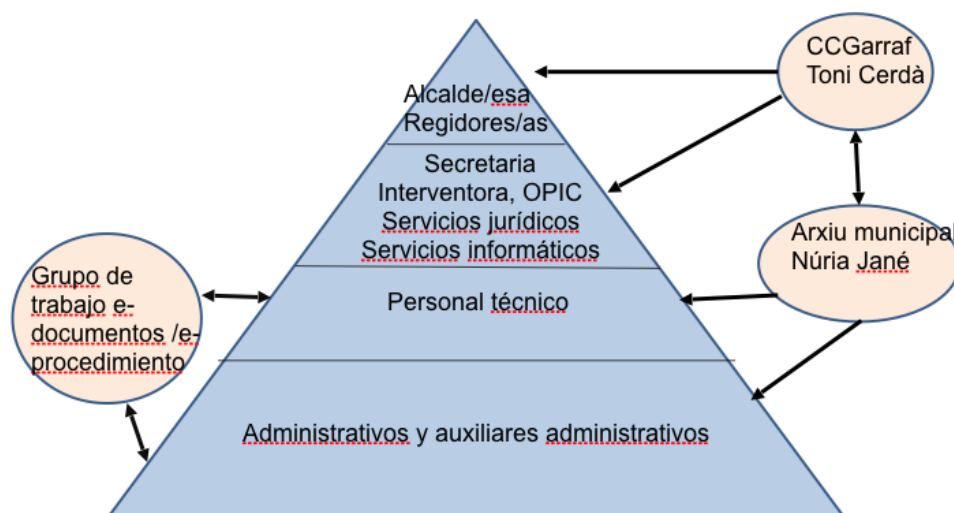 CCGarraf
Toni Cerdà
Alcalde/esa
Regidores/as
Secretaria
Interventora, OPIC
Servicios jurídicos
Servicios informáticos
Arxiu municipal
Núria Jané
Grupo de
trabajo e-
documentos /e-
procedimiento
Personal técnico
Administrativos y auxiliares administrativos